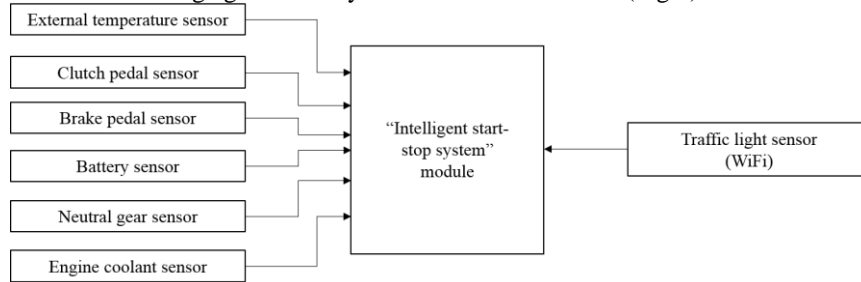 External temperature sensor
Clutch pedal sensor
Brake pedal sensor
Battery sensor
Neutral gear sensor
Engine coolant sensor
“Intelligent start-
stop system”
module
Traffic light sensor
(WiFi)